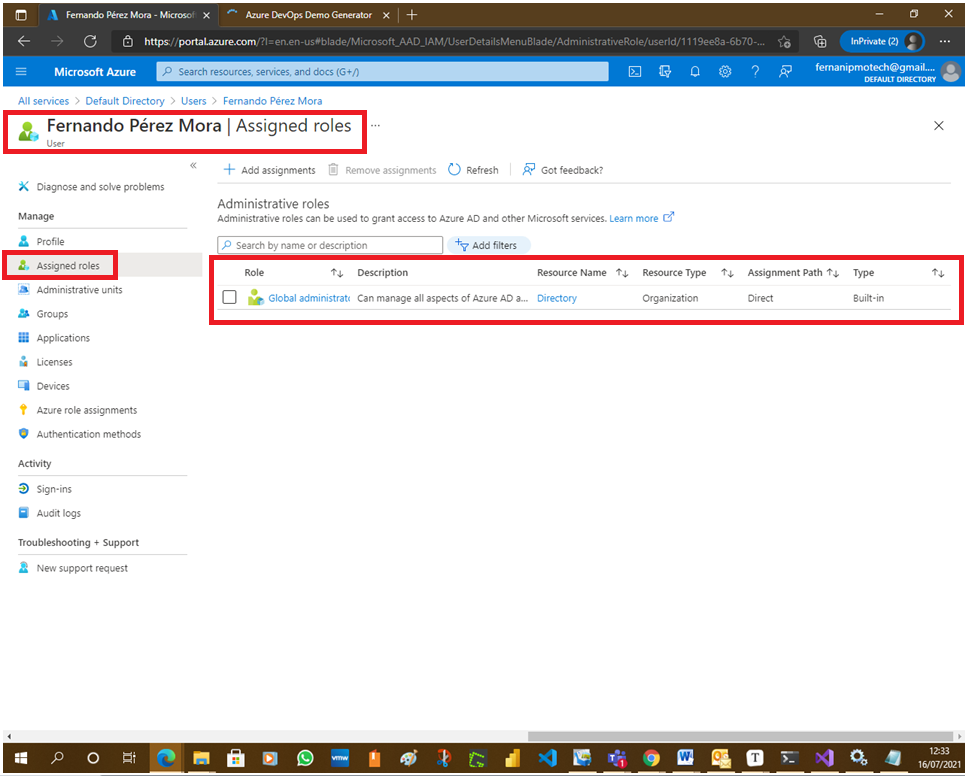 Fernando Pérez Mora - Microsof
Azure DevOps Demo Generator
https://portal.azure.com/?l=en.en-us#blade/Microsoft_AAD_IAM/UserDetailsMenuBlade/AdministrativeRole/userId/1119ee8a-6b70-...
InPrivate (2)
Microsoft Azure
Search resources, services, and docs (G+/)
fernanipmotech@gmail....
DEFAULT DIRECTORY
All services > Default Directory > Users > Fernando Pérez Mora
Fernando Pérez Mora | Assigned roles ...
User
Diagnose and solve problems
Manage
Profile
Assigned roles
Administrative units
Groups
Applications
Licenses
Devices
Azure role assignments
Authentication methods
Activity
Sign-ins
Audit logs
Troubleshooting + Support
New support request
Add assignments Remove assignments Refresh Got feedback?
Administrative roles
Administrative roles can be used to grant access to Azure AD and other Microsoft services. Learn more
Search by name or description Add filters
Role Description Resource Name Resource Type Assignment Path Type
Global administrato Can manage all aspects of Azure AD a... Directory Organization Direct Built-in
vmw
12:33
16/07/2021